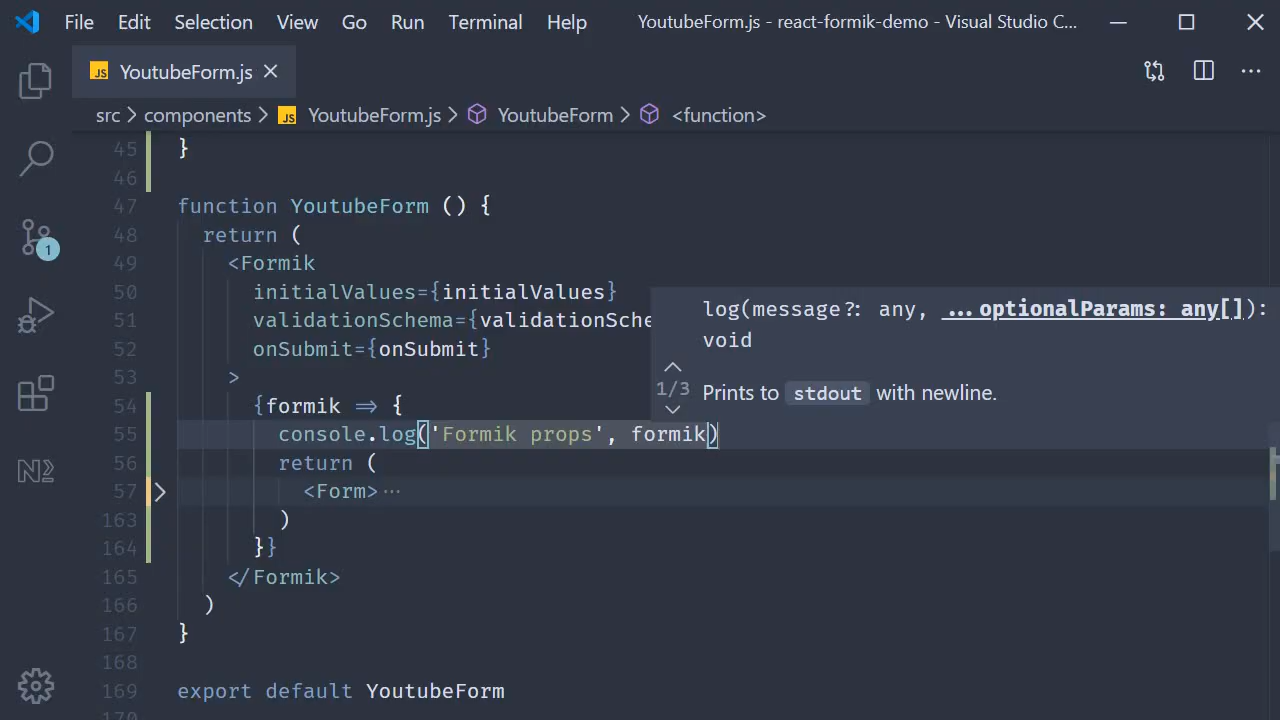 File Edit Selection View Go Run Terminal Help YoutubeForm.js - react-formik-demo - Visual Studio C...
JS YoutubeForm.js
src > components > JS YoutubeForm.js > YoutubeForm > <function>
45 }
46
47 function YoutubeForm () {
48 return (
49 <Formik
50 initialValues={initialValues}
51 validationSchema={validationSche
52 onSubmit={onSubmit}
53 >
54 {formik => {
55 console.log('Formik props', formik)
56 return (
57 <Form>...
163 )
164 }}
165 </Formik>
166 )
167 }
168
169 export default YoutubeForm
170
log(message?: any, ...optionalParams: any[]):
void
1/3 Prints to stdout with newline.
1
N2